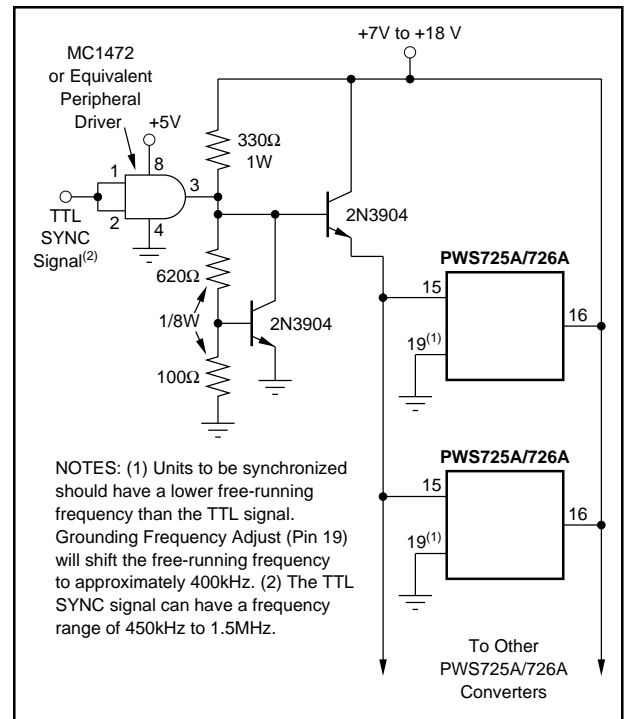 +7V to +18 V
MC1472
or Equivalent
Peripheral
Driver
+5V
330Ω
1W
1
8
3
2
4
TTL
SYNC
Signal(2)
2N3904
620Ω
1/8W
2N3904
100Ω
PWS725A/726A
15
16
19(1)
PWS725A/726A
15
16
19(1)
NOTES: (1) Units to be synchronized
should have a lower free-running
frequency than the TTL signal.
Grounding Frequency Adjust (Pin 19)
will shift the free-running frequency
to approximately 400kHz. (2) The TTL
SYNC signal can have a frequency
range of 450kHz to 1.5MHz.
To Other
PWS725A/726A
Converters